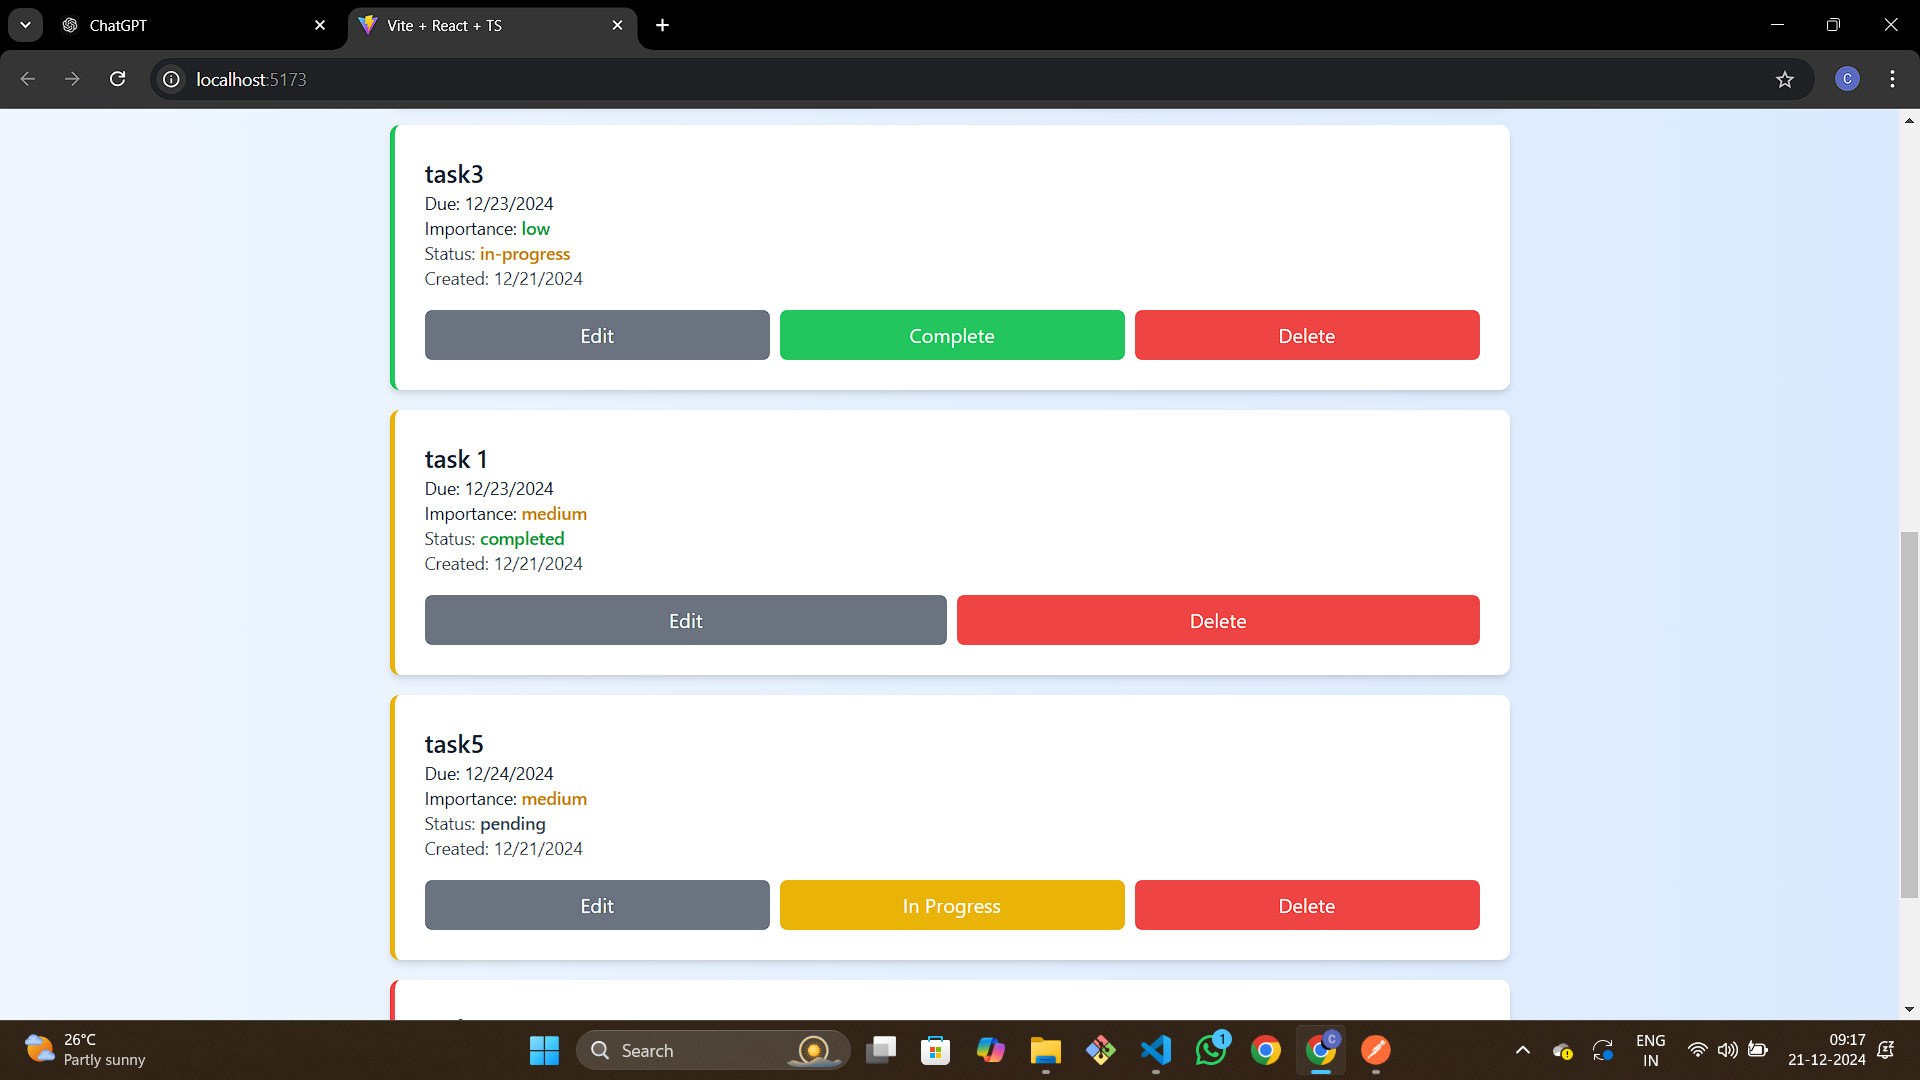 ChatGPT
Vite + React + TS
localhost:5173
C
task3
Due: 12/23/2024
Importance: low
Status: in-progress
Created: 12/21/2024
Edit
Complete
Delete
task 1
Due: 12/23/2024
Importance: medium
Status: completed
Created: 12/21/2024
Edit
Delete
task5
Due: 12/24/2024
Importance: medium
Status: pending
Created: 12/21/2024
Edit
In Progress
Delete
26°C
Partly sunny
Search
1
C
ENG
IN
09:17
21-12-2024